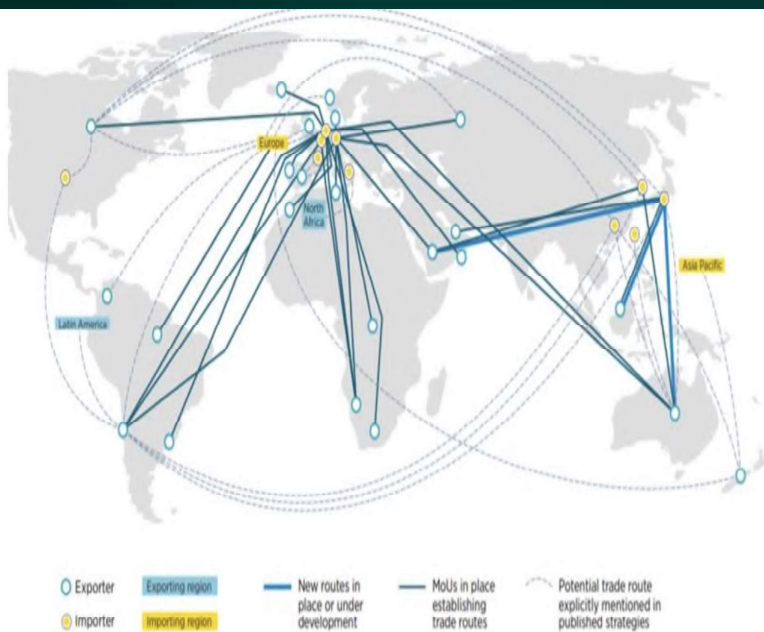 Europe
North
Africa
Asia Pacific
Latin America
Exporter
Exporting region
New routes in
place or under
development
MoUs in place
establishing
trade routes
Potential trade route
explicitly mentioned in
published strategies
Importer
Importing region